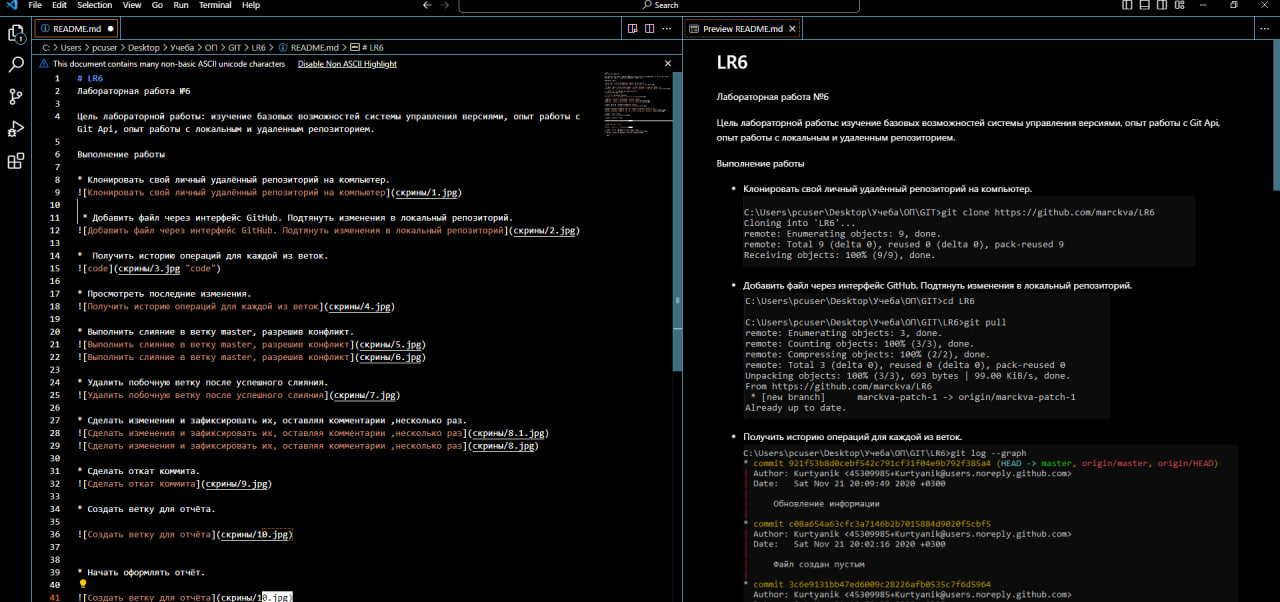 File Edit Selection View Go Run Terminal Help
Search
README.md
Preview README.md
C: > Users > pcuser > Desktop > Учеба > ОП > GIT > LR6 > README.md > # LR6
This document contains many non-basic ASCII unicode characters Disable Non ASCII Highlight
1 # LR6
2 Лабораторная работа №6
3
4 Цель лабораторной работы: изучение базовых возможностей системы управления версиями, опыт работы с
Git Api, опыт работы с локальным и удаленным репозиторием.
5
6 Выполнение работы
7
8 * Клонировать свой личный удалённый репозиторий на компьютер.
9 ![Клонировать свой личный удалённый репозиторий на компьютер](скрины/1.jpg)
10
11 * Добавить файл через интерфейс GitHub. Подтянуть изменения в локальный репозиторий.
12 ![Добавить файл через интерфейс GitHub. Подтянуть изменения в локальный репозиторий](скрины/2.jpg)
13
14 * Получить историю операций для каждой из веток.
15 ![code](скрины/3.jpg "code")
16
17 * Просмотреть последние изменения.
18 ![Получить историю операций для каждой из веток](скрины/4.jpg)
19
20 * Выполнить слияние в ветку master, разрешив конфликт.
21 ![Выполнить слияние в ветку master, разрешив конфликт](скрины/5.jpg)
22 ![Выполнить слияние в ветку master, разрешив конфликт](скрины/6.jpg)
23
24 * Удалить побочную ветку после успешного слияния.
25 ![Удалить побочную ветку после успешного слияния](скрины/7.jpg)
26
27 * Сделать изменения и зафиксировать их, оставляя комментарии ,несколько раз.
28 ![Сделать изменения и зафиксировать их, оставляя комментарии ,несколько раз](скрины/8.1.jpg)
29 ![Сделать изменения и зафиксировать их, оставляя комментарии ,несколько раз](скрины/8.jpg)
30
31 * Сделать откат коммита.
32 ![Сделать откат коммита](скрины/9.jpg)
33
34 * Создать ветку для отчёта.
35
36 ![Создать ветку для отчёта](скрины/10.jpg)
37
38
39 * Начать оформлять отчёт.
40
41 ![Создать ветку для отчёта](скрины/10.jpg)
LR6
Лабораторная работа №6
Цель лабораторной работы: изучение базовых возможностей системы управления версиями, опыт работы с Git Api,
опыт работы с локальным и удаленным репозиторием.
Выполнение работы
• Клонировать свой личный удалённый репозиторий на компьютер.
C:\Users\pcuser\Desktop\Учеба\ОП\GIT>git clone https://github.com/marckva/LR6
Cloning into 'LR6'...
remote: Enumerating objects: 9, done.
remote: Total 9 (delta 0), reused 0 (delta 0), pack-reused 9
Receiving objects: 100% (9/9), done.
• Добавить файл через интерфейс GitHub. Подтянуть изменения в локальный репозиторий.
C:\Users\pcuser\Desktop\Учеба\ОП\GIT>cd LR6
C:\Users\pcuser\Desktop\Учеба\ОП\GIT\LR6>git pull
remote: Enumerating objects: 3, done.
remote: Counting objects: 100% (3/3), done.
remote: Compressing objects: 100% (2/2), done.
remote: Total 3 (delta 0), reused 0 (delta 0), pack-reused 0
Unpacking objects: 100% (3/3), 693 bytes | 99.00 KiB/s, done.
From https://github.com/marckva/LR6
* [new branch] marckva-patch-1 -> origin/marckva-patch-1
Already up to date.
• Получить историю операций для каждой из веток.
C:\Users\pcuser\Desktop\Учеба\ОП\GIT\LR6>git log --graph
* commit 921f53b8d0cebf542c791cf31f04e9b792f385a4 (HEAD -> master, origin/master, origin/HEAD)
| Author: Kurtyanik <45309985+Kurtyanik@users.noreply.github.com>
| Date: Sat Nov 21 20:09:49 2020 +0300
|
| Обновление информации
|
* commit c08a654a63cfc3a7146b2b7015884d9020f5cbf5
| Author: Kurtyanik <45309985+Kurtyanik@users.noreply.github.com>
| Date: Sat Nov 21 20:02:16 2020 +0300
|
| Файл создан пустым
|
* commit 3c6e9131bb47ed6009c28226afb0535c7f6d5964
Author: Kurtyanik <45309985+Kurtyanik@users.noreply.github.com>